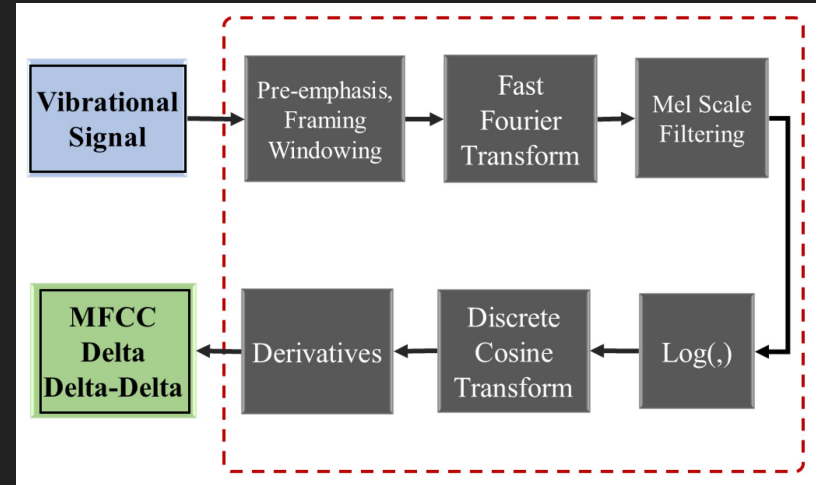 Vibrational
Signal
Pre-emphasis,
Framing
Windowing
Fast
Fourier
Transform
Mel Scale
Filtering
MFCC
Delta
Delta-Delta
Derivatives
Discrete
Cosine
Transform
Log(,)